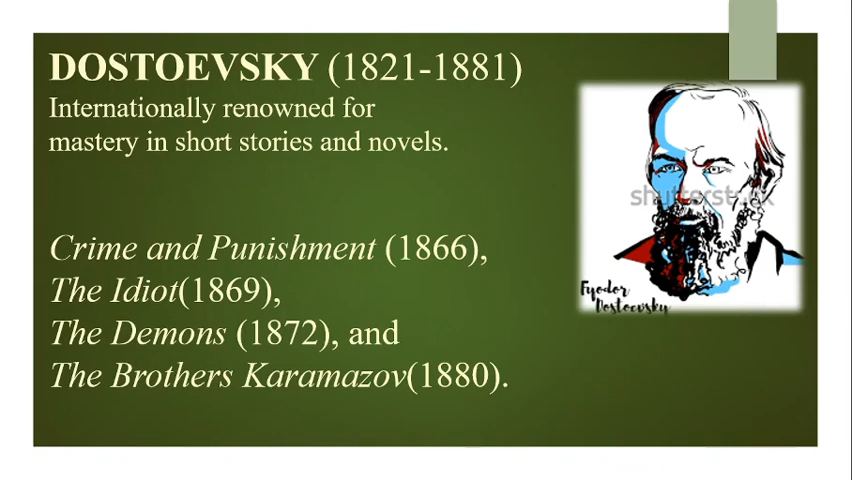 DOSTOEVSKY (1821-1881)
Internationally renowned for
mastery in short stories and novels.
Crime and Punishment (1866),
The Idiot(1869),
The Demons (1872), and
The Brothers Karamazov(1880).
shutterstock
Fyodor
Dostoevsky